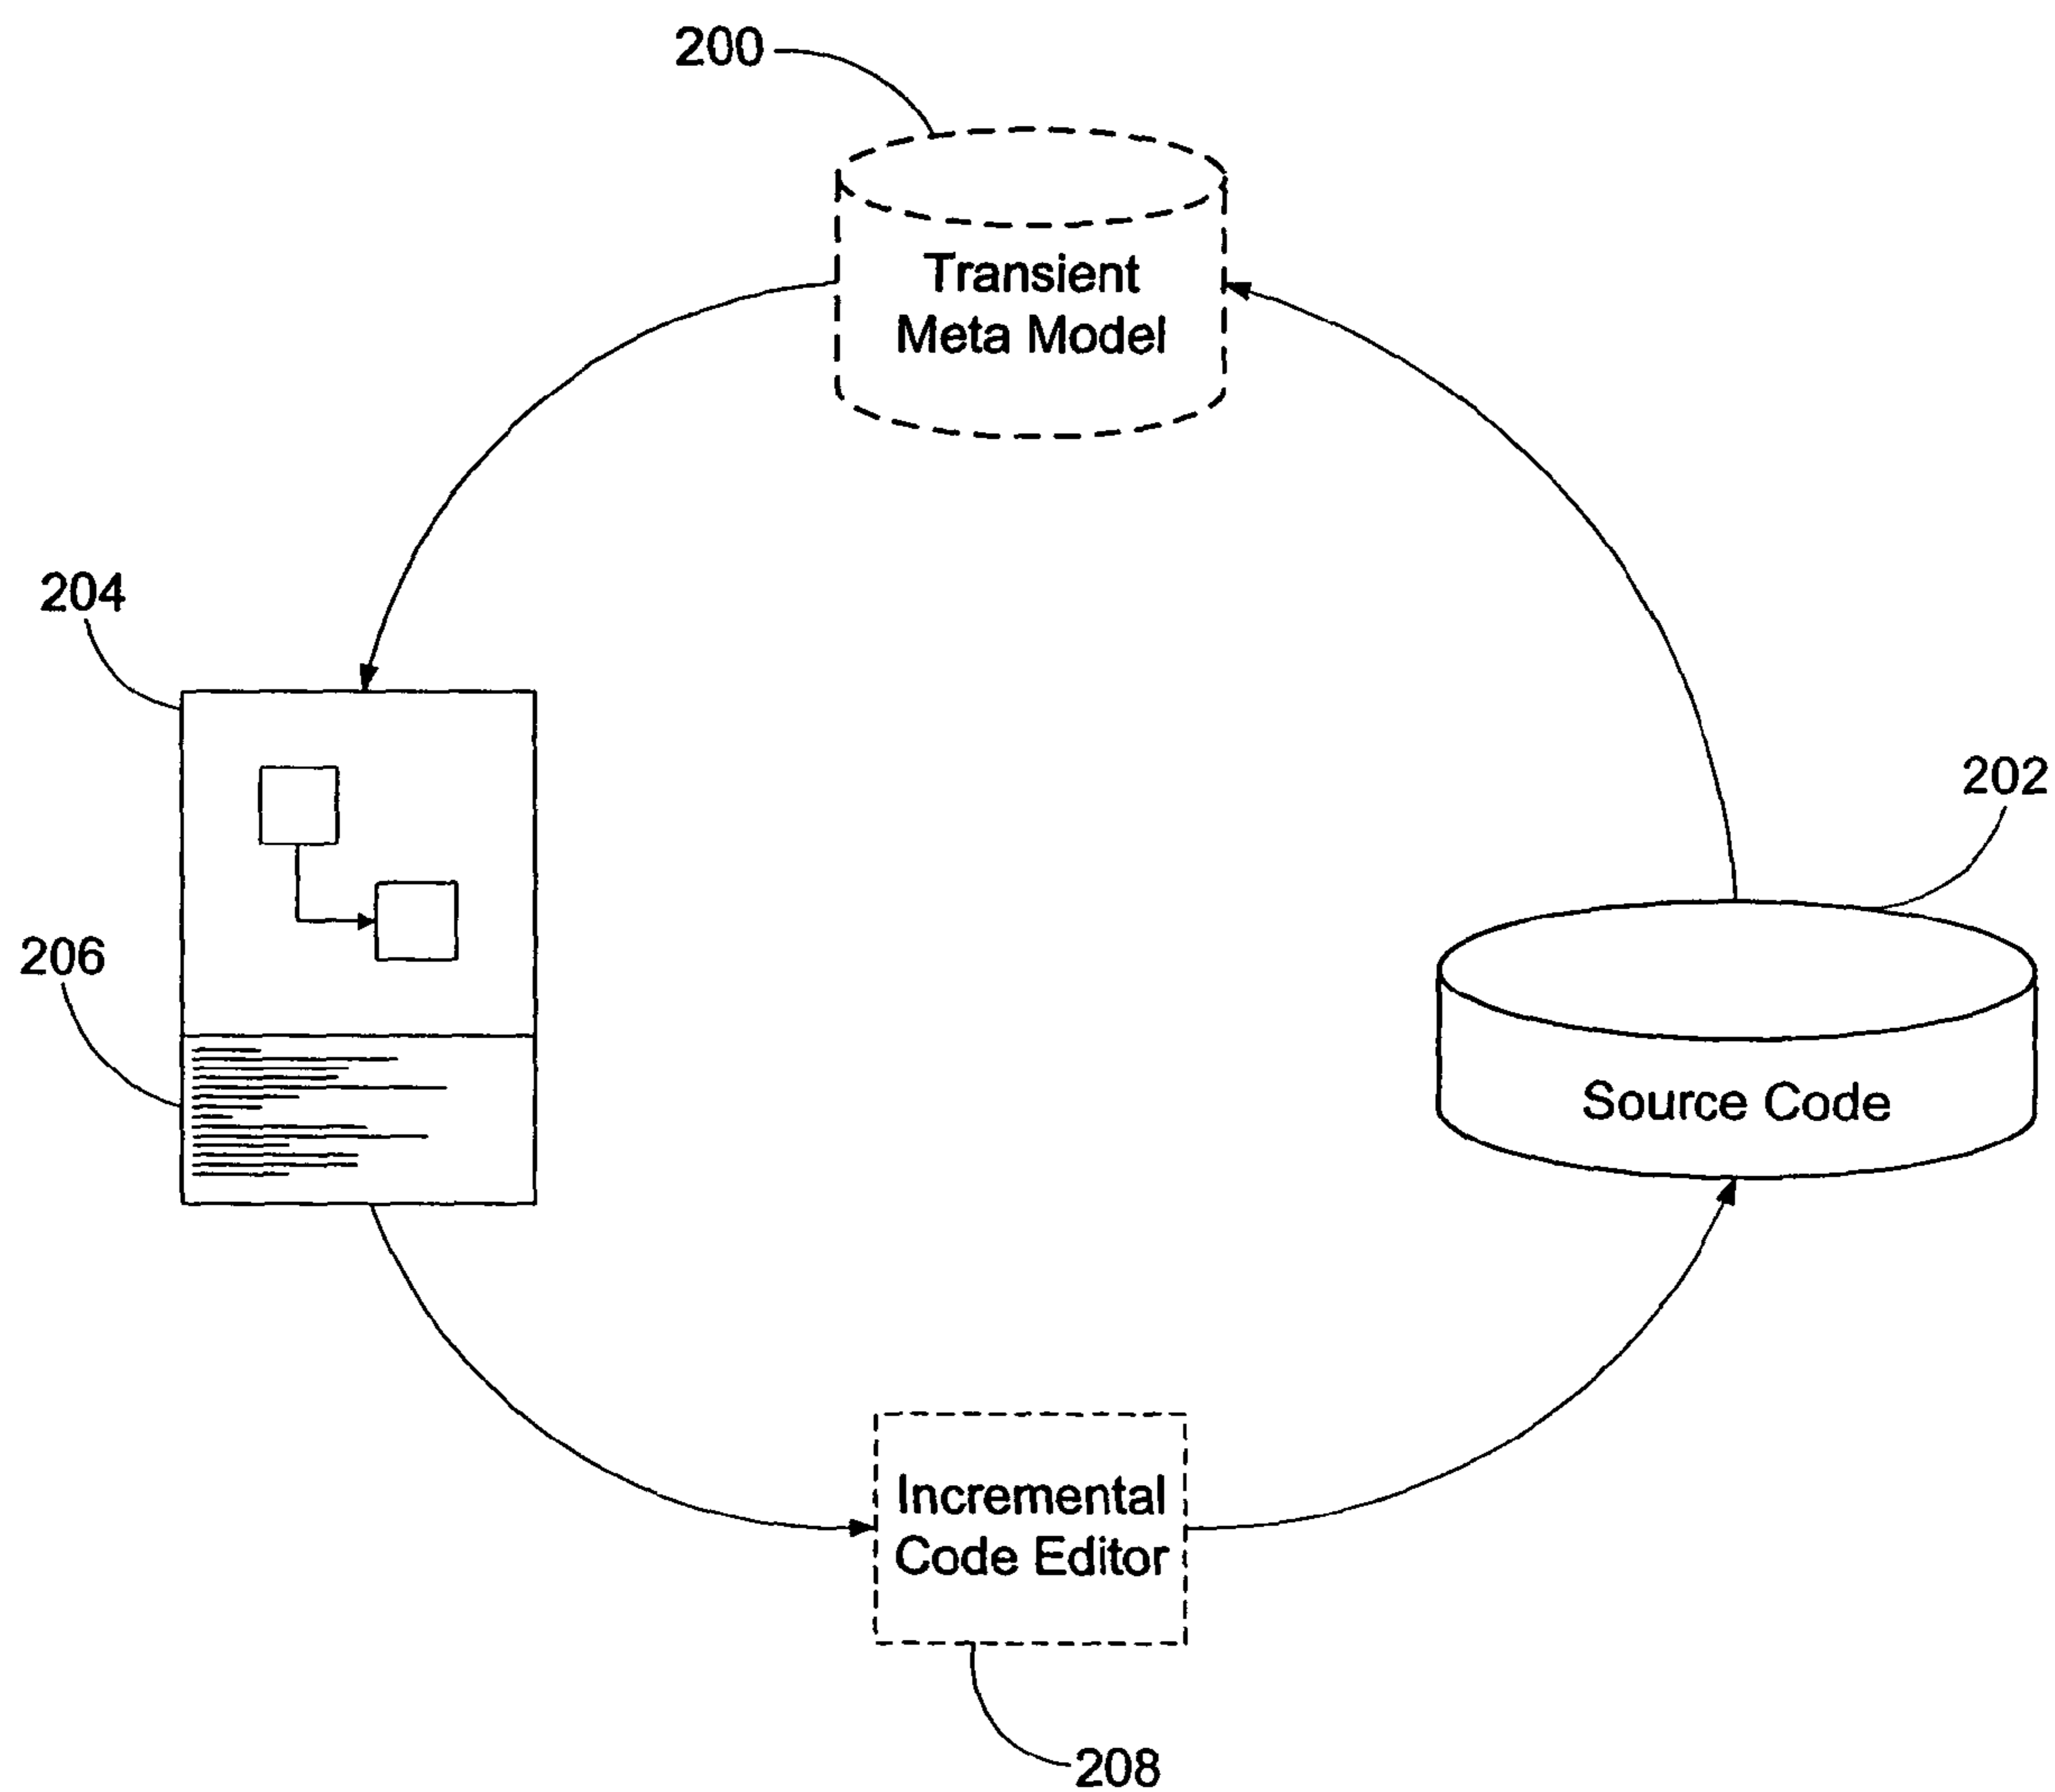 200
Transient
Meta Model
204
202
206
Source Code
Incremental
Code Editor
208